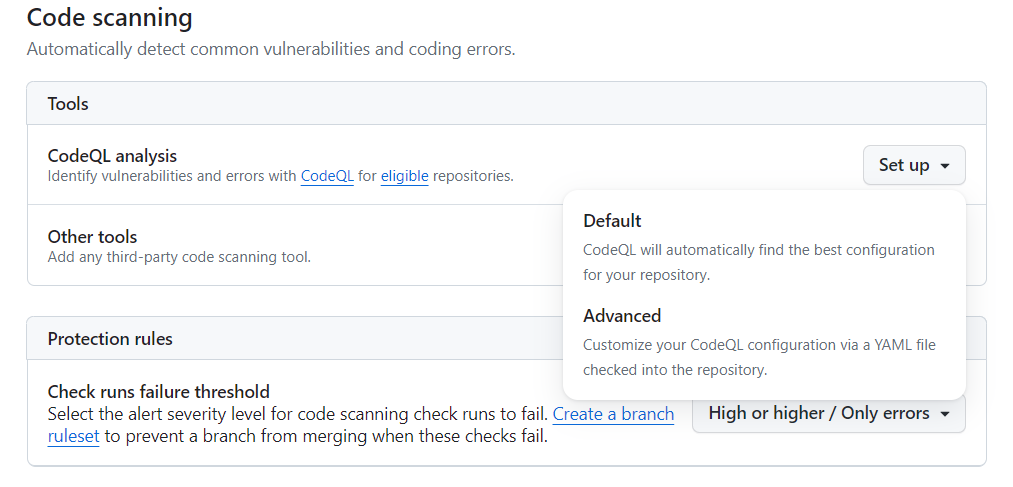 Code scanning
Automatically detect common vulnerabilities and coding errors.
Tools
CodeQL analysis
Identify vulnerabilities and errors with CodeQL for eligible repositories.
Set up
Default
CodeQL will automatically find the best configuration
for your repository.
Advanced
Customize your CodeQL configuration via a YAML file
checked into the repository.
Other tools
Add any third-party code scanning tool.
Protection rules
Check runs failure threshold
Select the alert severity level for code scanning check runs to fail. Create a branch
ruleset to prevent a branch from merging when these checks fail.
High or higher / Only errors